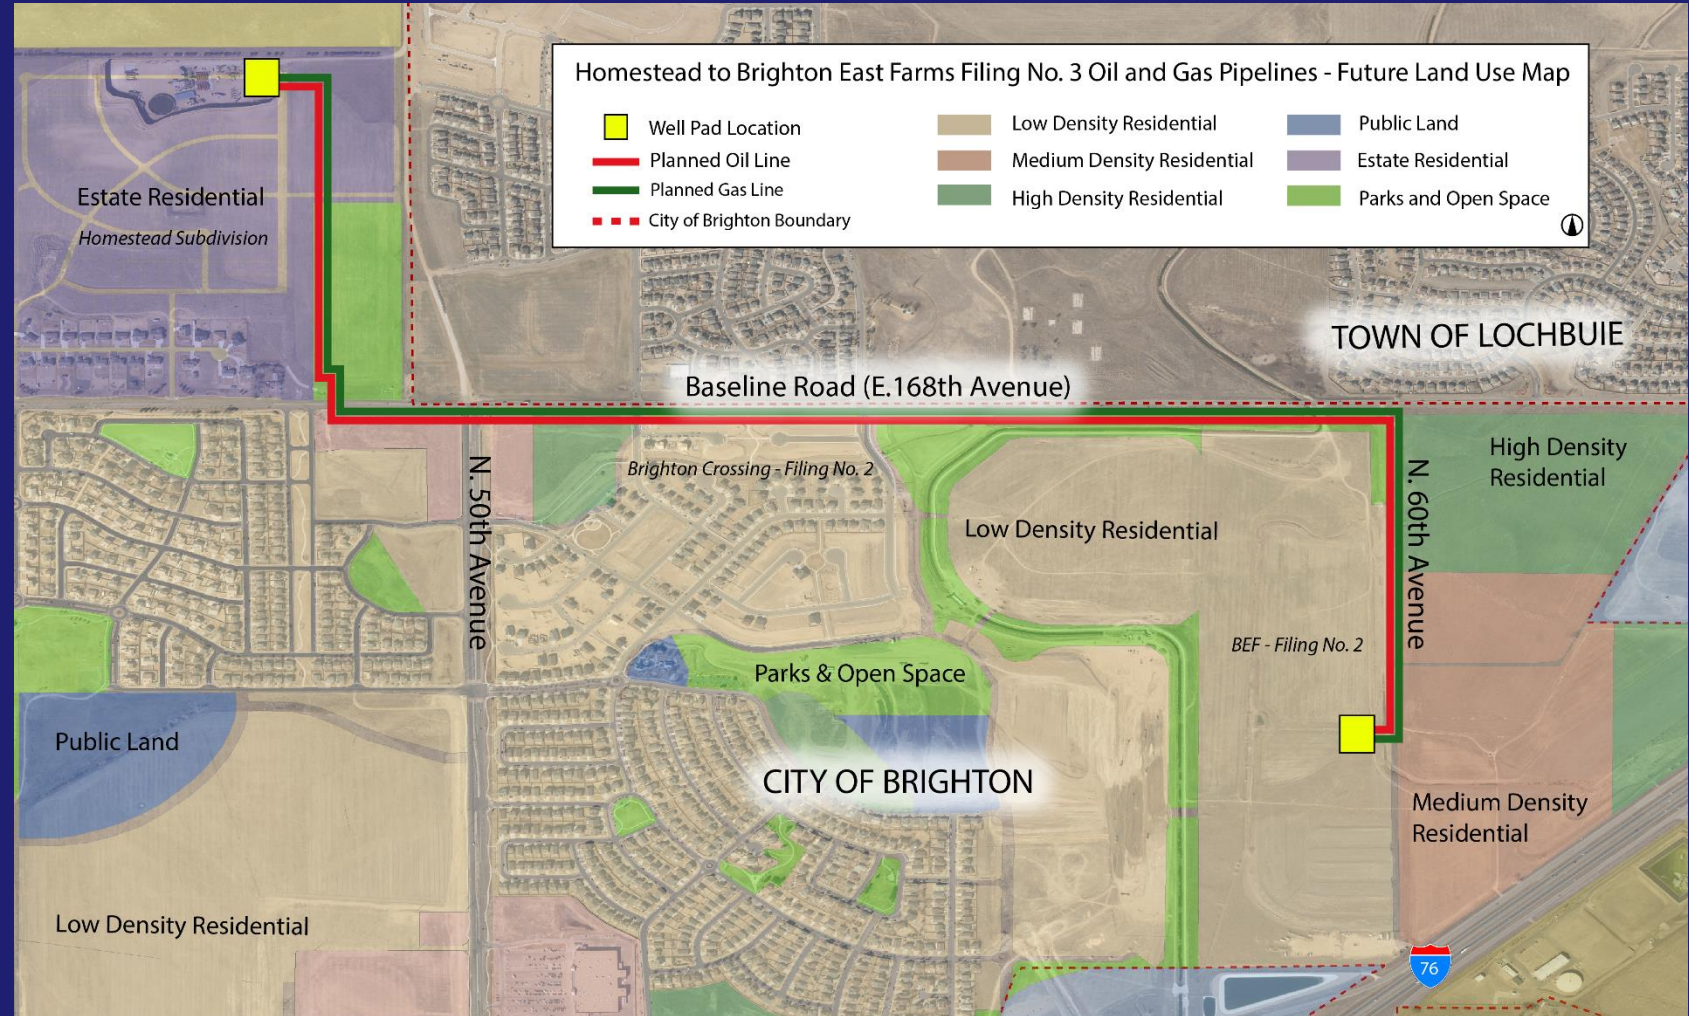 Homestead to Brighton East Farms Filing No. 3 Oil and Gas Pipelines - Future Land Use Map
Well Pad Location
Planned Oil Line
Planned Gas Line
City of Brighton Boundary
Low Density Residential
Medium Density Residential
High Density Residential
Public Land
Estate Residential
Parks and Open Space
Estate Residential
Homestead Subdivision
TOWN OF LOCHBUIE
Baseline Road (E.168th Avenue)
High Density
Residential
Brighton Crossing - Filing No. 2
N. 50th Avenue
N. 60th Avenue
Low Density Residential
BEF - Filing No. 2
Parks & Open Space
Public Land
CITY OF BRIGHTON
Medium Density
Residential
Low Density Residential
76